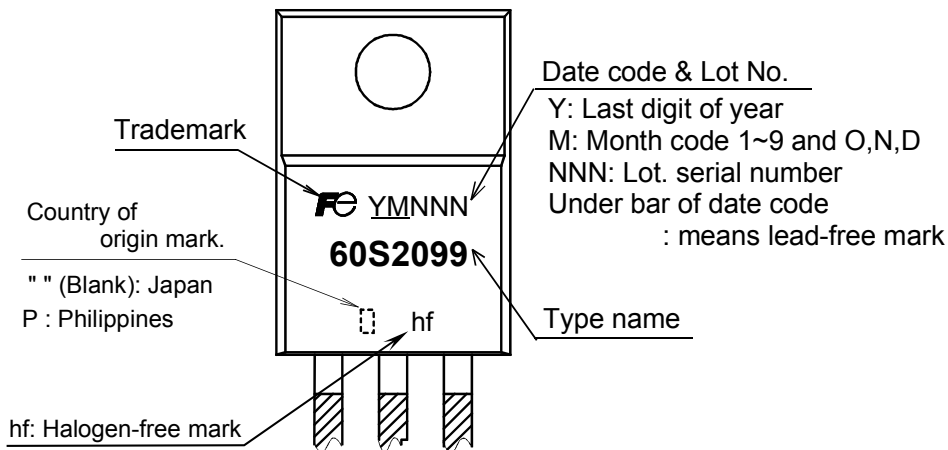 Date code & Lot No.
Y: Last digit of year
M: Month code 1~9 and O,N,D
NNN: Lot. serial number
Under bar of date code
: means lead-free mark
Trademark
Fe YMNNN
60S2099
Country of
origin mark.
" " (Blank): Japan
P : Philippines
hf
Type name
hf: Halogen-free mark